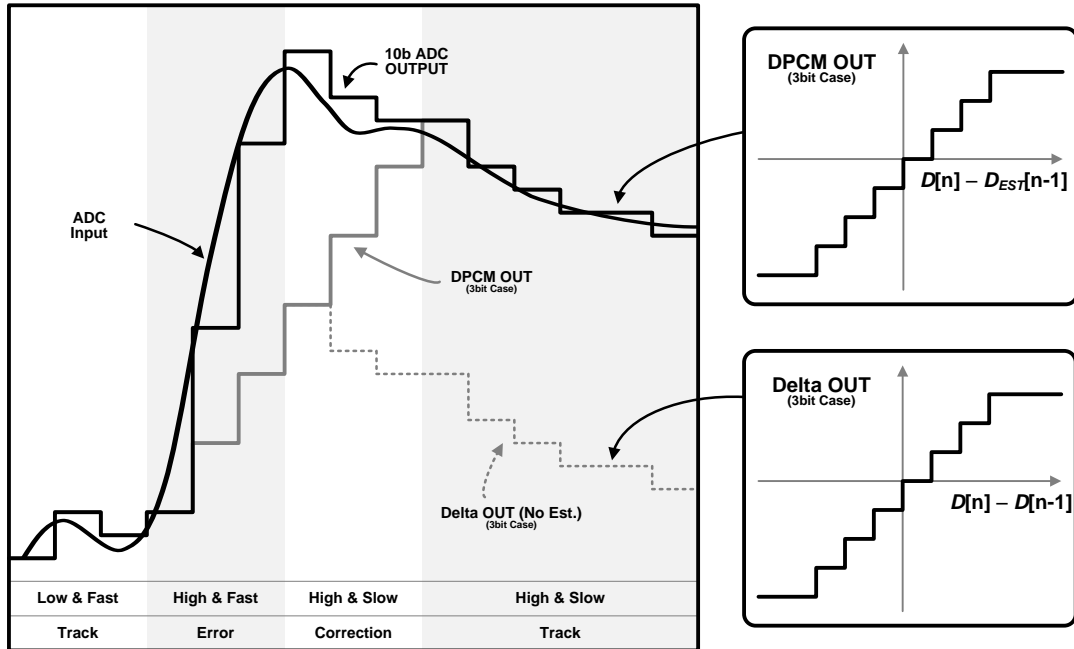 10b ADC
OUTPUT
ADC
Input
DPCM OUT
(3bit Case)
Delta OUT (No Est.)
(3bit Case)
Low & Fast
High & Fast
High & Slow
High & Slow
Track
Error
Correction
Track
DPCM OUT
(3bit Case)
D[n] – DEST[n-1]
Delta OUT
(3bit Case)
D[n] – D[n-1]